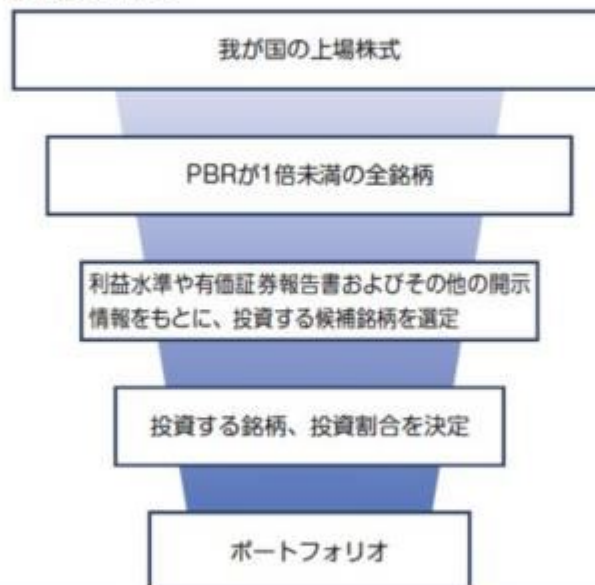 我が国の上場株式
PBRが1倍未満の全銘柄
利益水準や有価証券報告書およびその他の開示
情報をもとに、投資する候補銘柄を選定
投資する銘柄、投資割合を決定
ポートフォリオ